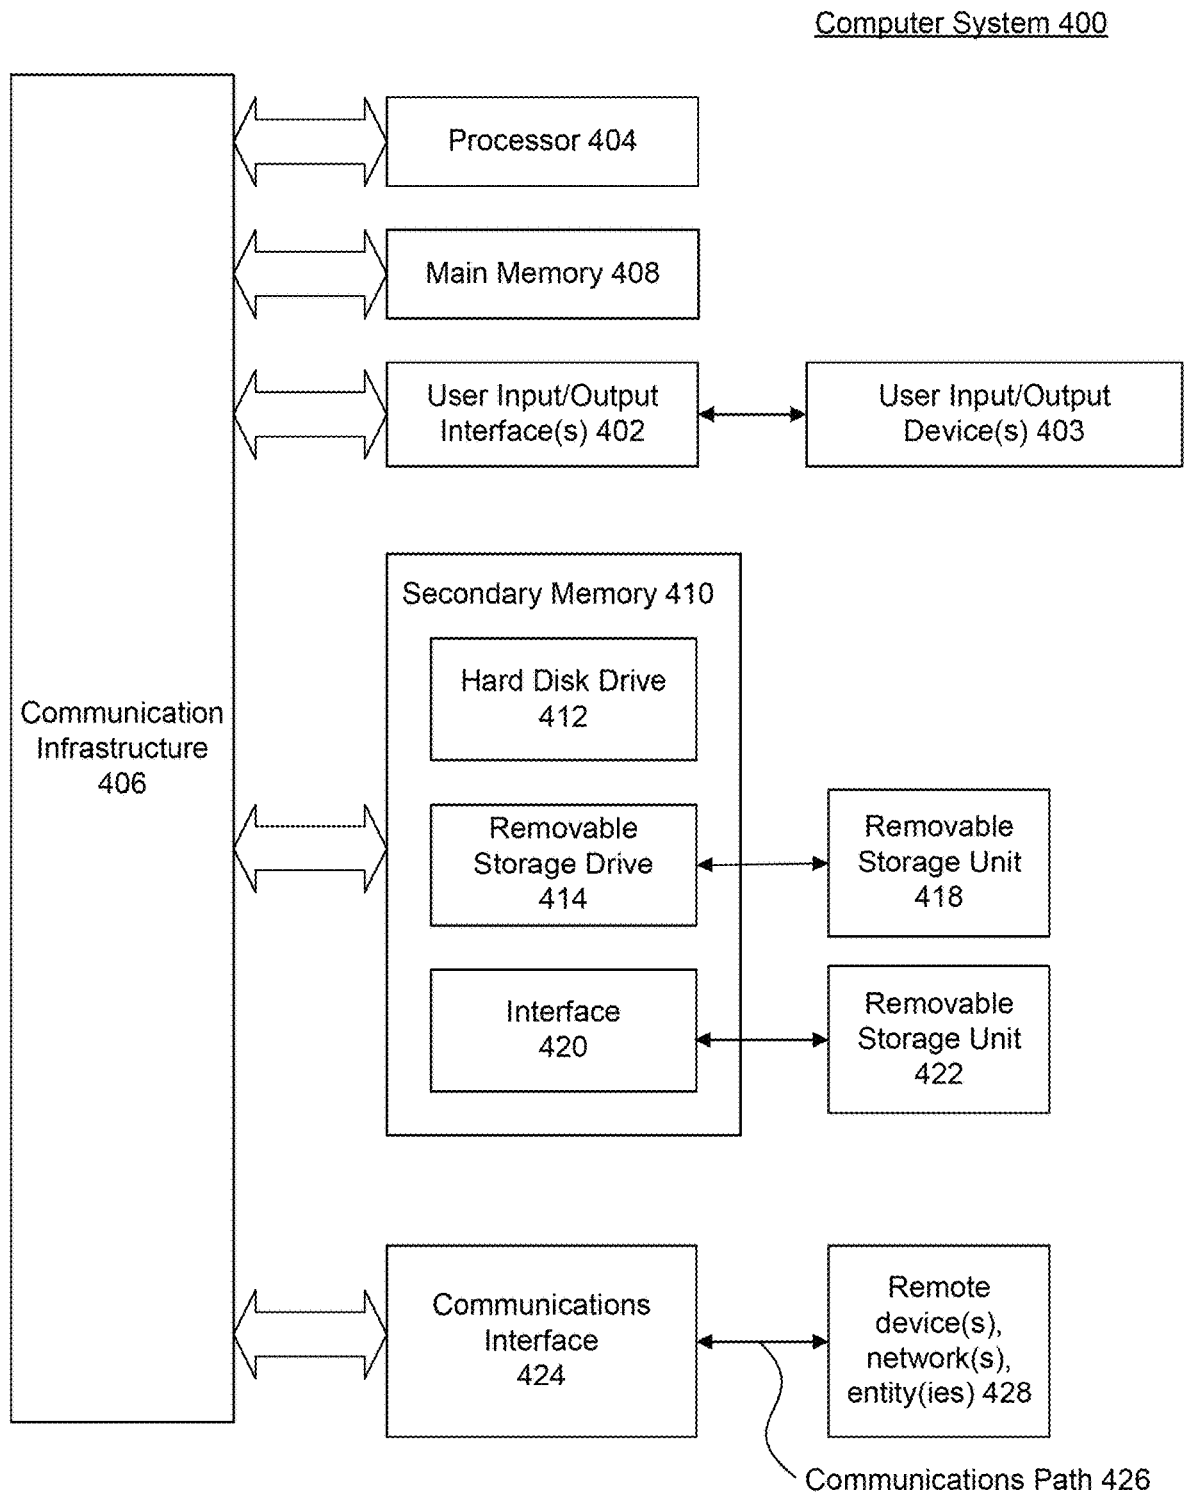 Computer System 400
Processor 404
Main Memory 408
User Input/Output
Interface(s) 402
User Input/Output
Device(s) 403
Secondary Memory 410
Hard Disk Drive
412
Communication
Infrastructure
406
Removable
Storage Drive
414
Removable
Storage Unit
418
Interface
420
Removable
Storage Unit
422
Communications
Interface
424
Remote
device(s),
network(s),
entity(ies) 428
Communications Path 426